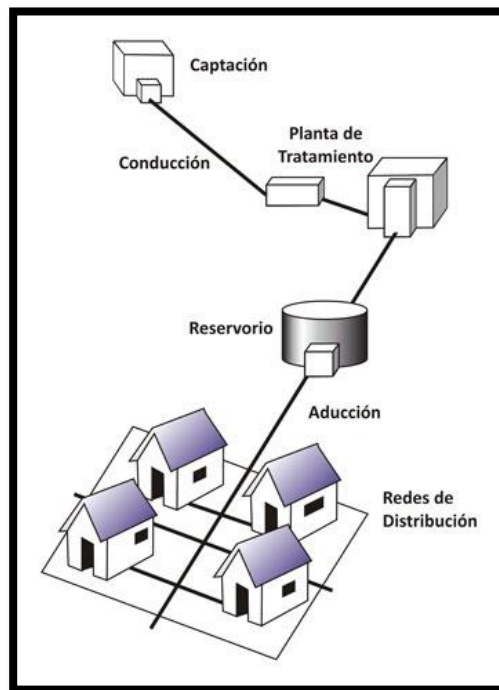 Captación
Planta de
Tratamiento
Conducción
Reservorio
Aducción
Redes de
Distribución